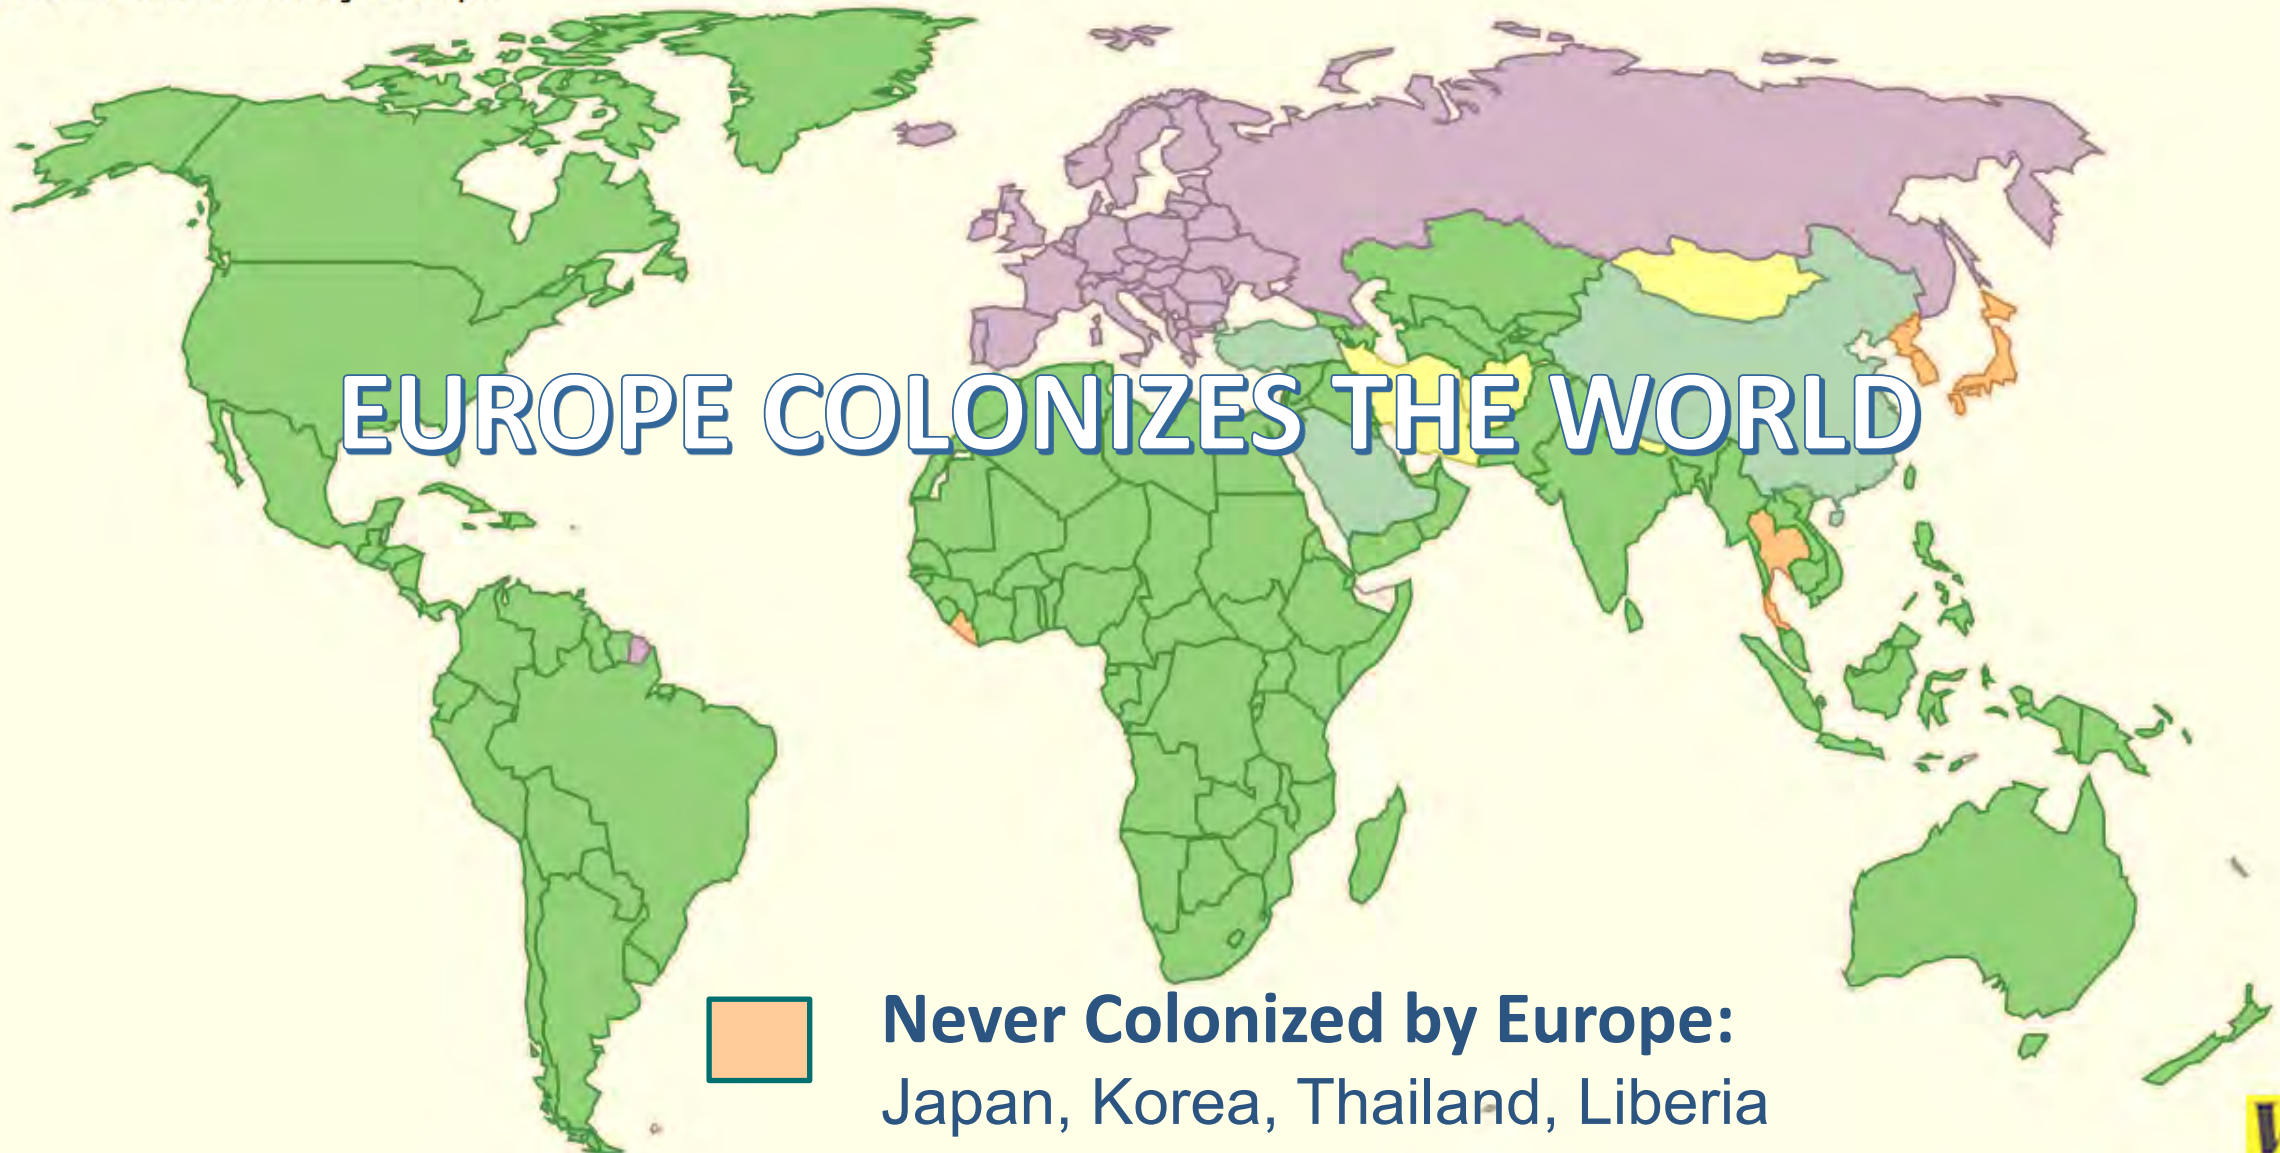 EUROPE COLONIZES THE WORLD
Never Colonized by Europe:
Japan, Korea, Thailand, Liberia